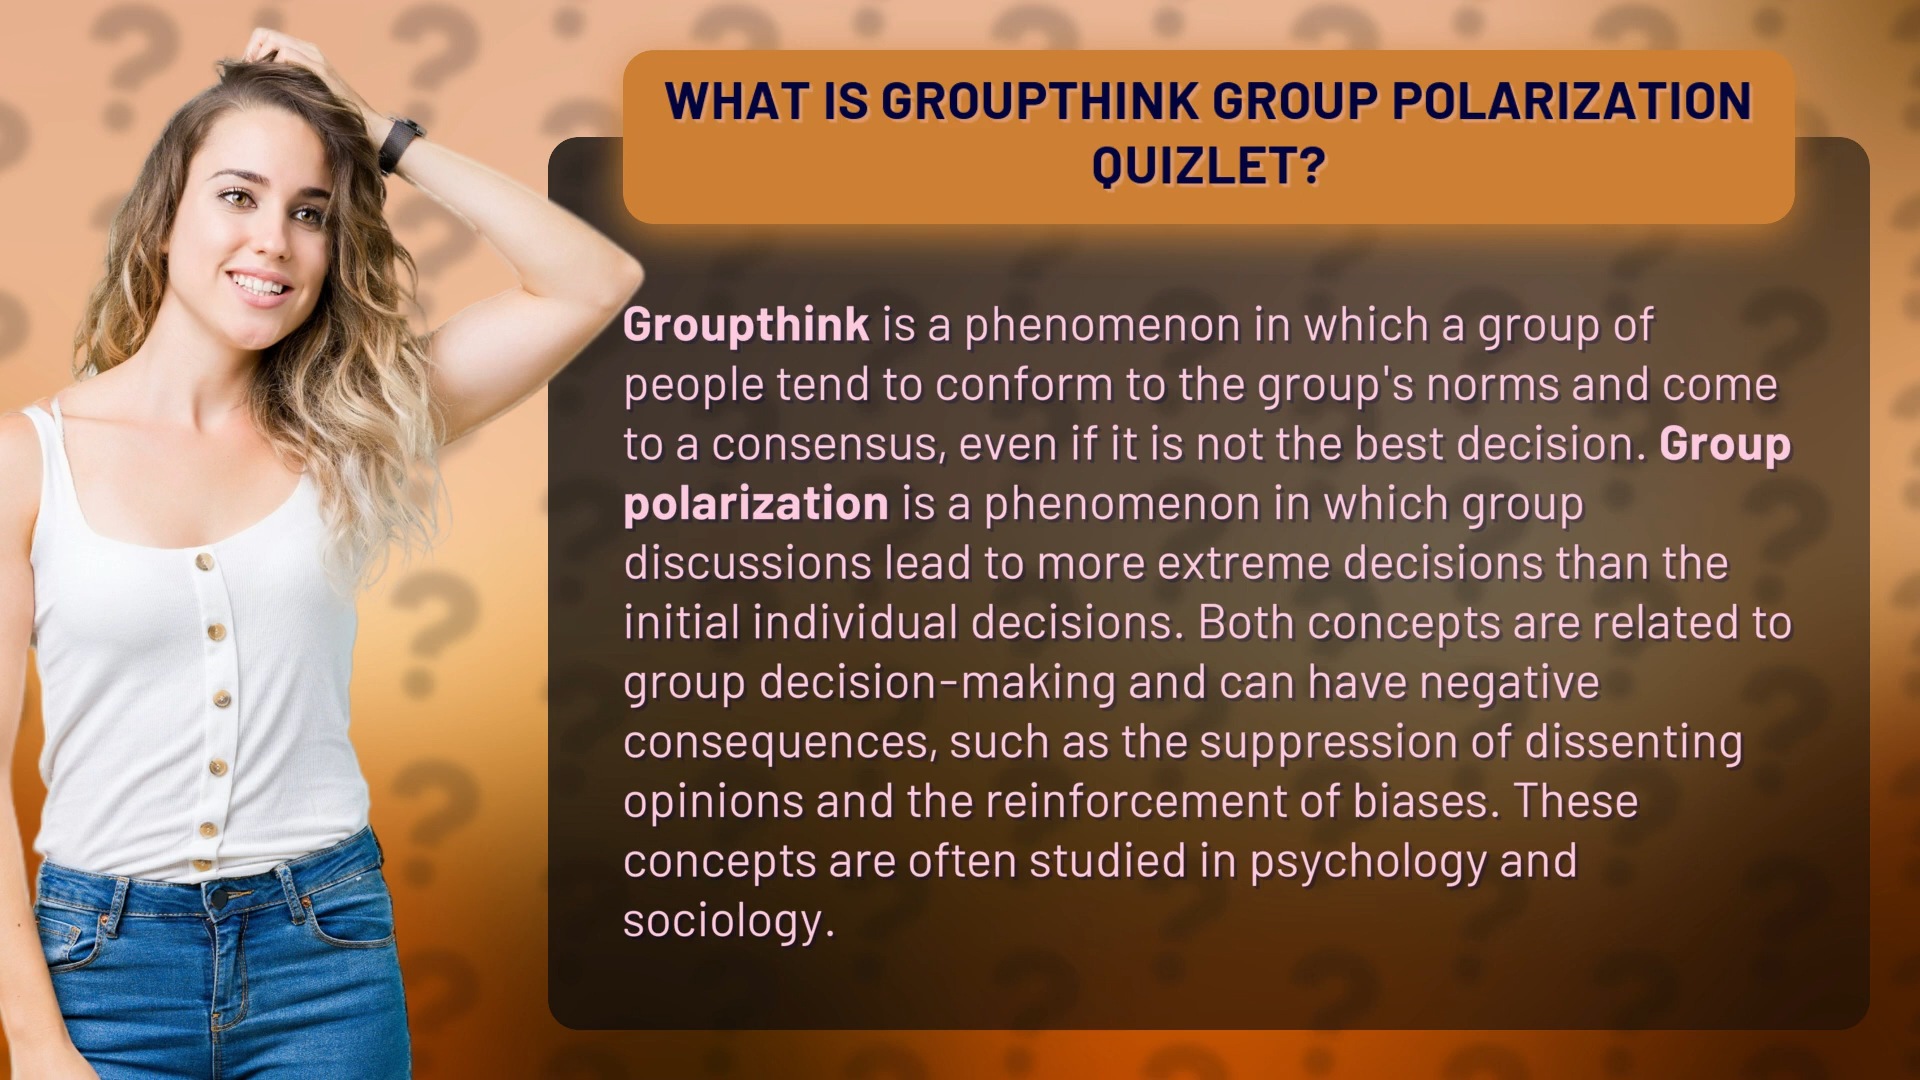 WHAT IS GROUPTHINK GROUP POLARIZATION
QUIZLET?
Groupthink is a phenomenon in which a group of
people tend to conform to the group's norms and come
to a consensus, even if it is not the best decision. Group
polarization is a phenomenon in which group
discussions lead to more extreme decisions than the
initial individual decisions. Both concepts are related to
group decision-making and can have negative
consequences, such as the suppression of dissenting
opinions and the reinforcement of biases. These
concepts are often studied in psychology and
sociology.